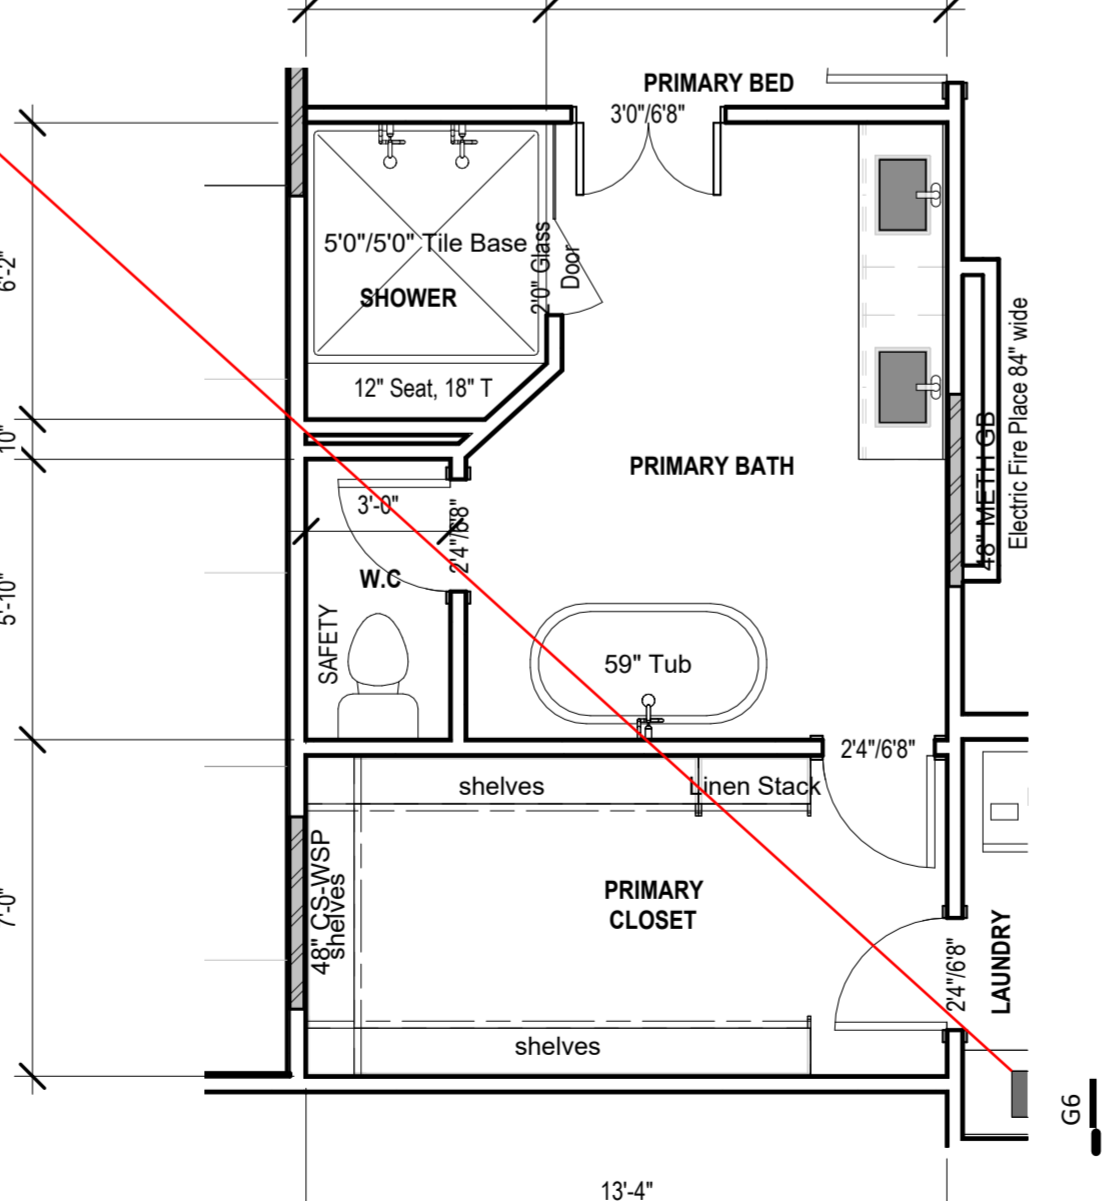 PRIMARY BED
3'0"/6'8"
5'0"/5'0" Tile Base
SHOWER
2'0" Glass
Door
12" Seat, 18" T
6'-2"
10"
5'-10"
7'-0"
3'-0"
2'4"/6'8"
W.C
SAFETY
PRIMARY BATH
48" METH GB
Electric Fire Place 84" wide
59" Tub
2'4"/6'8"
shelves
Linen Stack
48" CS-WSP
shelves
PRIMARY
CLOSET
2'4"/6'8"
LAUNDRY
shelves
G6
13'-4"